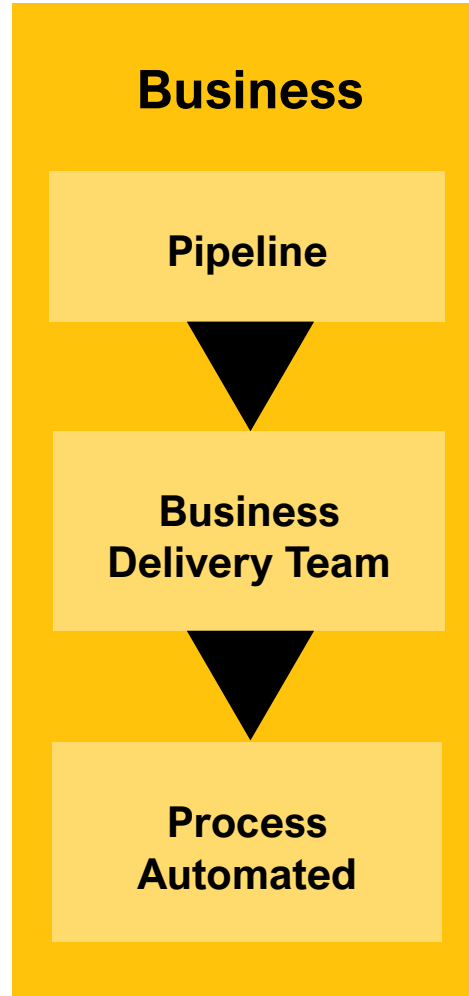 Business
Pipeline
Business
Delivery Team
Process
Automated